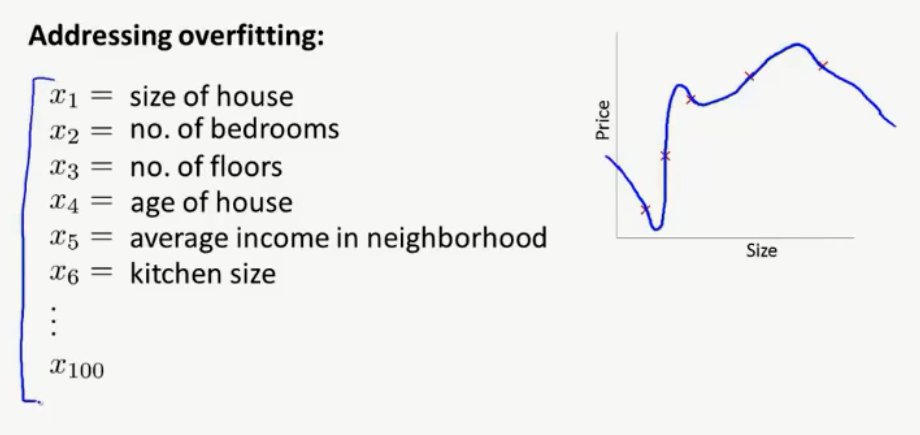 Addressing overfitting:
x₁ = size of house
x₂ = no. of bedrooms
x₃ = no. of floors
x₄ = age of house
x₅ = average income in neighborhood
x₆ = kitchen size
⋮
x₁₀₀
Price
Size